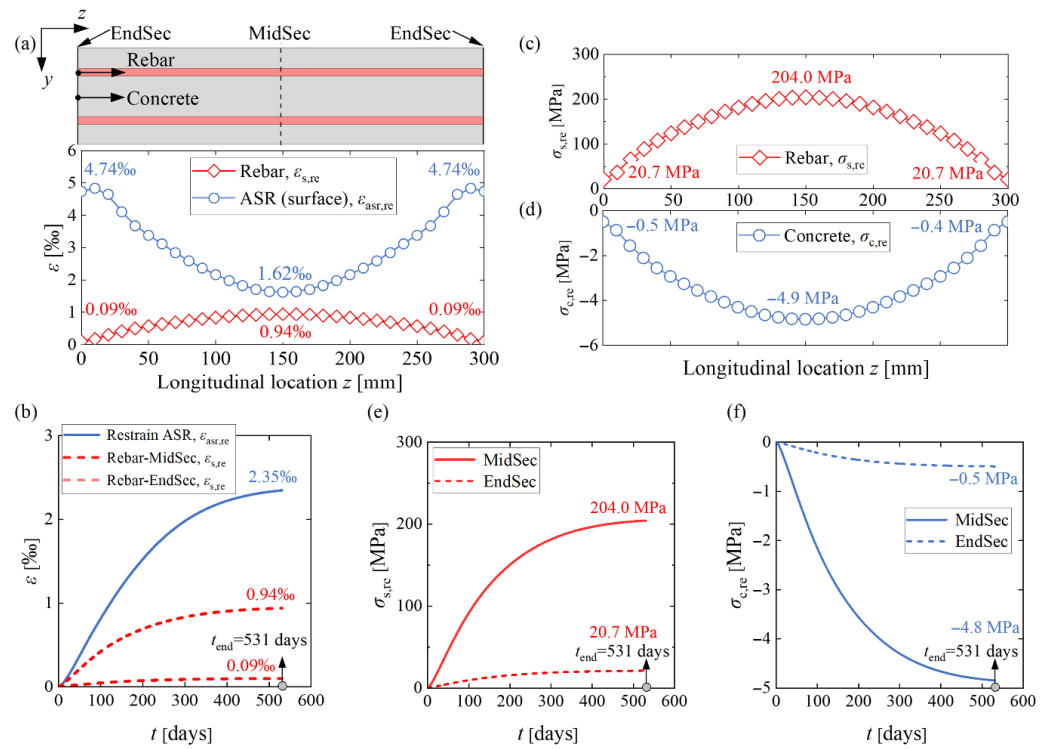 (a)
z
y
EndSec
MidSec
EndSec
Rebar
Concrete
6
5
4
3
2
1
0
ε [‰]
4.74‰
4.74‰
Rebar, εs,re
ASR (surface), εasr,re
1.62‰
0.09‰
0.09‰
0.94‰
0 50 100 150 200 250 300
Longitudinal location z [mm]
(c)
300
200
100
0
σs,re [MPa]
204.0 MPa
Rebar, σs,re
20.7 MPa
20.7 MPa
0 50 100 150 200 250 300
(d)
0
−2
−4
−6
σc,re [MPa]
−0.5 MPa
Concrete, σc,re
−0.4 MPa
−4.9 MPa
0 50 100 150 200 250 300
Longitudinal location z [mm]
(b)
3
2
1
0
ε [‰]
Restrain ASR, εasr,re
Rebar-MidSec, εs,re
Rebar-EndSec, εs,re
2.35‰
0.94‰
tend=531 days
0.09‰
0 100 200 300 400 500 600
t [days]
(e)
300
200
100
0
σs,re [MPa]
MidSec
EndSec
204.0 MPa
20.7 MPa
tend=531 days
0 100 200 300 400 500 600
t [days]
(f)
0
−1
−2
−3
−4
−5
σc,re [MPa]
−0.5 MPa
MidSec
EndSec
−4.8 MPa
tend=531 days
0 100 200 300 400 500 600
t [days]